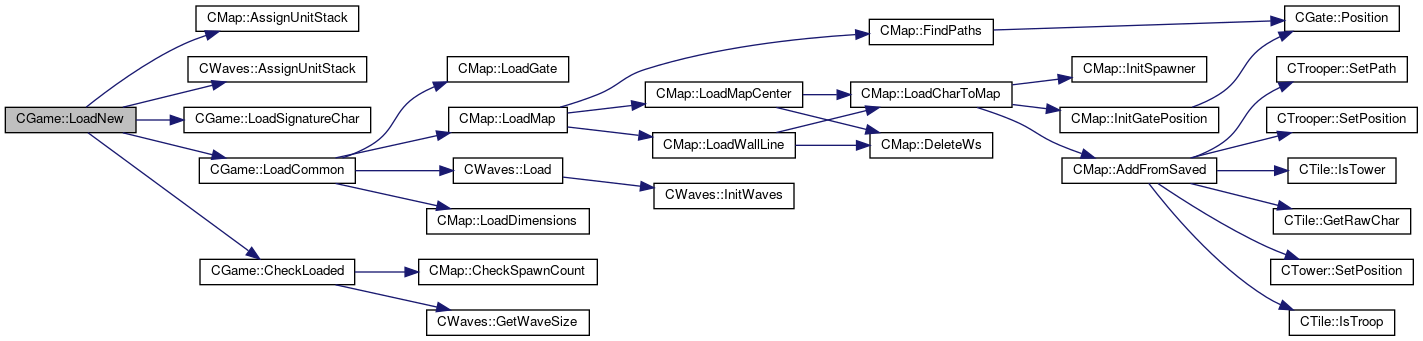 CGame::LoadNew
CMap::AssignUnitStack
CWaves::AssignUnitStack
CGame::LoadSignatureChar
CGame::LoadCommon
CGame::CheckLoaded
CMap::LoadGate
CMap::LoadMap
CWaves::Load
CMap::LoadDimensions
CMap::CheckSpawnCount
CWaves::GetWaveSize
CMap::LoadMapCenter
CMap::LoadWallLine
CWaves::InitWaves
CMap::FindPaths
CMap::LoadCharToMap
CMap::DeleteWs
CMap::InitSpawner
CMap::InitGatePosition
CMap::AddFromSaved
CGate::Position
CTrooper::SetPath
CTrooper::SetPosition
CTile::IsTower
CTile::GetRawChar
CTower::SetPosition
CTile::IsTroop